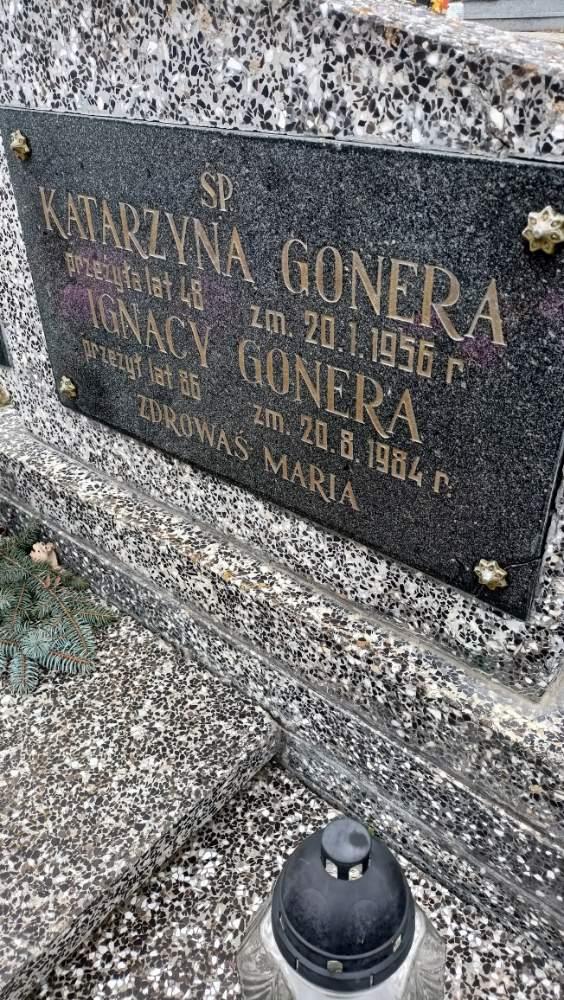 ŚP.
KATARZYNA GONERA
przeżyła lat 48 zm. 20.1.1956 r.
IGNACY GONERA
przeżył lat 86 zm. 20.8.1984 r.
ZDROWAŚ MARIA